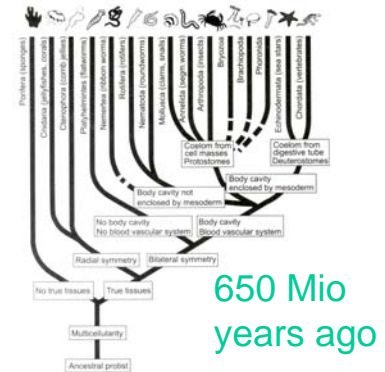 Porifera (sponges)
Cnidaria (jellyfishes, corals)
Ctenophora (comb jellies)
Platyhelmintes (flatworms)
Nemertea (ribbon worms)
Rotifera (rotifers)
Nematoda (roundworms)
Mollusca (clams, snails)
Annelida (segm. worms)
Arthropoda (insects)
Bryozoa
Brachiopoda
Phoronida
Echinodermata (sea stars)
Chordata (vertebrates)
Coelom from
cell masses
Protostomes
Coelom from
digestive tube
Deuterostomes
Body cavity
enclosed by mesoderm
Body cavity not
enclosed by mesoderm
No body cavity
No blood vascular system
Body cavity
Blood vascular system
Radial symmetry
Bilateral symmetry
No true tissues
True tissues
650 Mio
years ago
Multicellularity
Ancestral protist